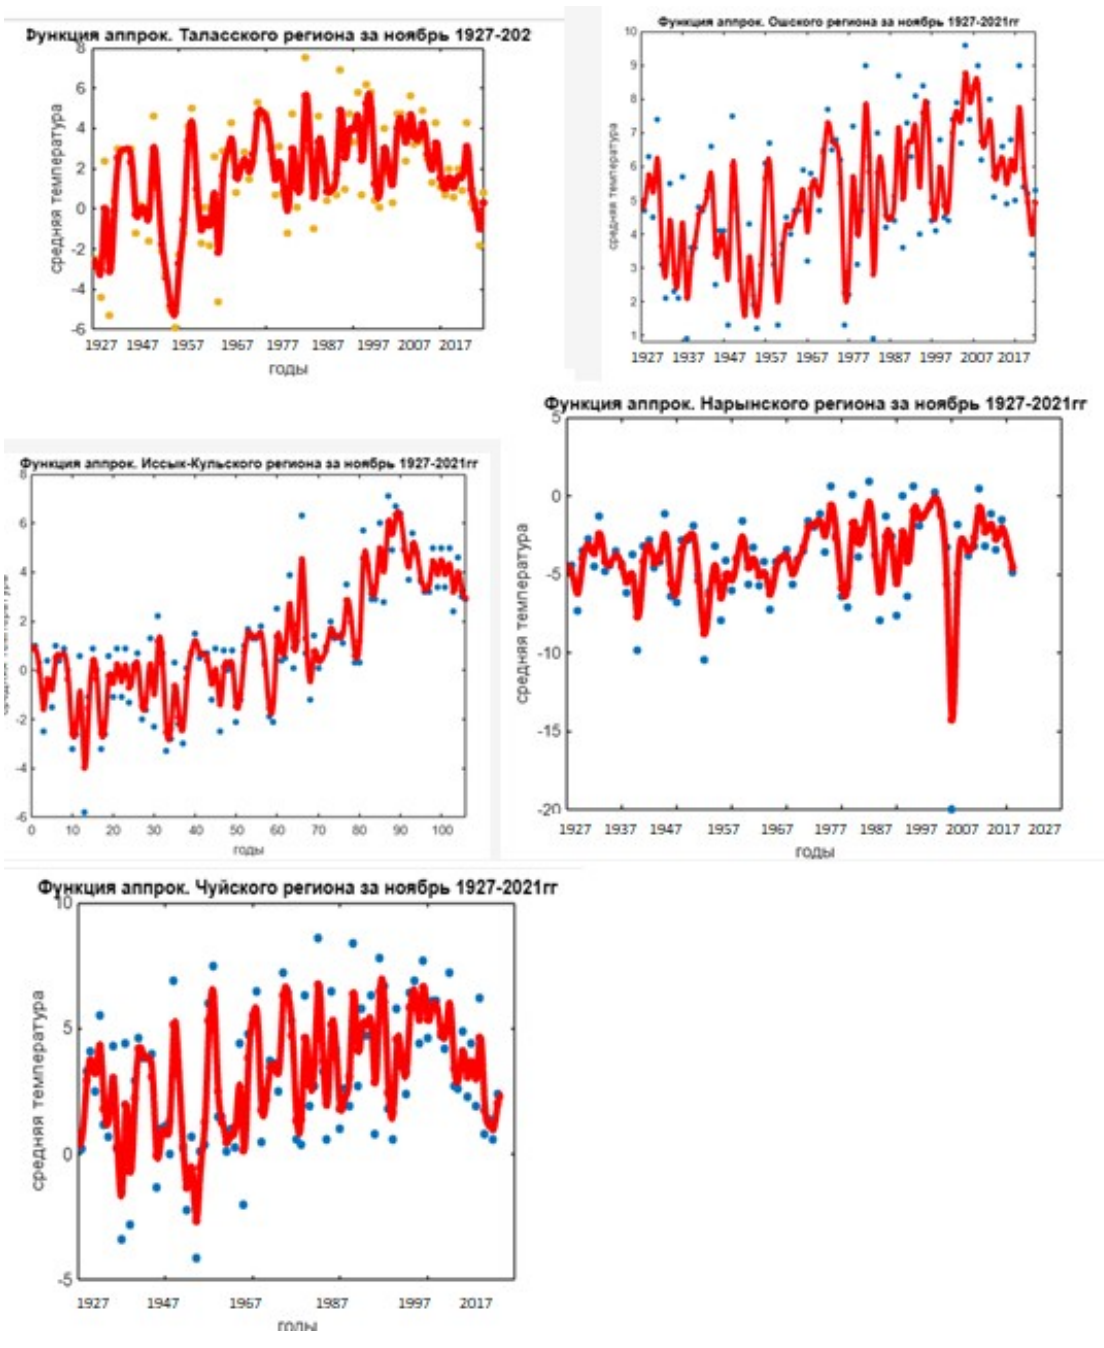 Функция аппрок. Таласского региона за ноябрь 1927-202
8
6
4
2
0
-2
-4
-6
средняя температура
1927 1947 1957 1967 1977 1987 1997 2007 2017
годы
Функция аппрок. Ошского региона за ноябрь 1927-2021гг
10
9
8
7
6
5
4
3
2
1
средняя температура
1927 1937 1947 1957 1967 1977 1987 1997 2007 2017
Функция аппрок. Нарынского региона за ноябрь 1927-2021гг
5
0
-5
-10
-15
-20
средняя температура
1927 1937 1947 1957 1967 1977 1987 1997 2007 2017 2027
годы
Функция аппрок. Иссык-Кульского региона за ноябрь 1927-2021гг
8
6
4
2
0
-2
-4
-6
0 10 20 30 40 50 60 70 80 90 100
годы
Функция аппрок. Чуйского региона за ноябрь 1927-2021гг
10
5
0
-5
средняя температура
1927 1947 1967 1987 1997 2017
годы